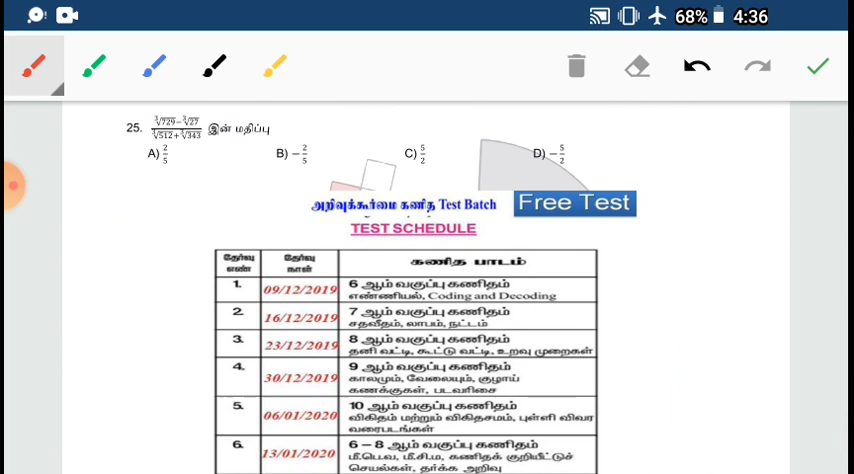 68% 4:36
25. ∛729−∛27 / ∛512+∛343 இன் மதிப்பு
A) 2/5 B) −2/5 C) 5/2 D) −5/2
அறிவுக்கூர்மை கணித Test Batch Free Test
TEST SCHEDULE
தேர்வு எண் தேர்வு நாள் கணித பாடம்
1. 09/12/2019 6 ஆம் வகுப்பு கணிதம்
எண்ணியல், Coding and Decoding
2. 16/12/2019 7 ஆம் வகுப்பு கணிதம்
சதவீதம், லாபம், நட்டம்
3. 23/12/2019 8 ஆம் வகுப்பு கணிதம்
தனி வட்டி, கூட்டு வட்டி, உறவு முறைகள்
4. 30/12/2019 9 ஆம் வகுப்பு கணிதம்
காலமும், வேலையும், குழாய்
கணக்குகள், படவரிசை
5. 06/01/2020 10 ஆம் வகுப்பு கணிதம்
விகிதம் மற்றும் விகிதசமம், புள்ளி விவர
வரைபடங்கள்
6. 13/01/2020 6 – 8 ஆம் வகுப்பு கணிதம்
மீ.பெ.வ, மீ.சி.ம, கணிதக் குறியீட்டுச்
செயல்கள், தர்க்க அறிவு